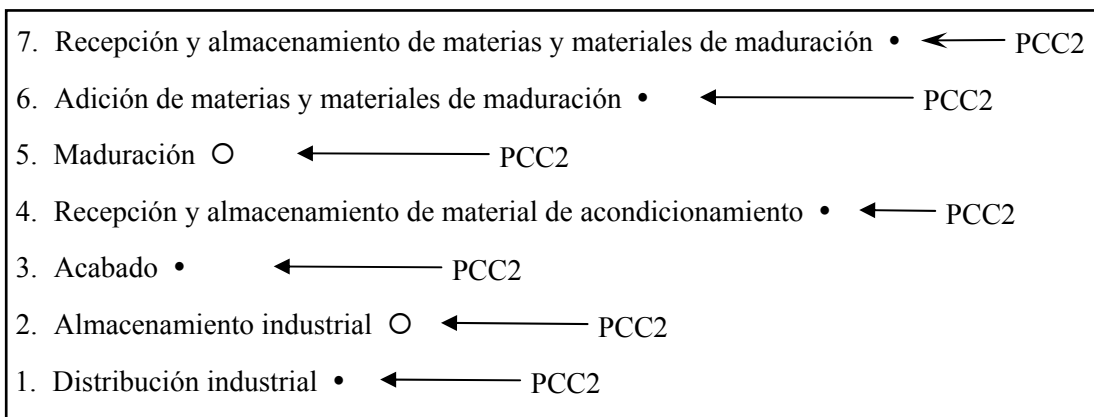 7. Recepción y almacenamiento de materias y materiales de maduración • PCC2
6. Adición de materias y materiales de maduración • PCC2
5. Maduración ○ PCC2
4. Recepción y almacenamiento de material de acondicionamiento • PCC2
3. Acabado • PCC2
2. Almacenamiento industrial ○ PCC2
1. Distribución industrial • PCC2